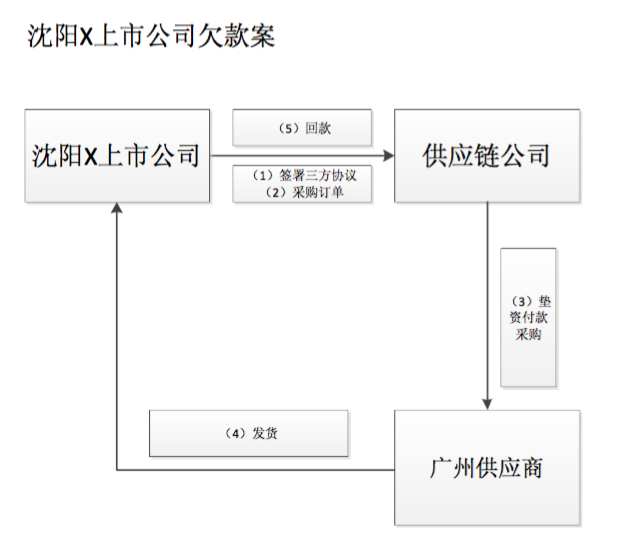 沈阳X上市公司欠款案
（5）回款
沈阳X上市公司
供应链公司
（1）签署三方协议
（2）采购订单
（3）垫
资付款
采购
（4）发货
广州供应商